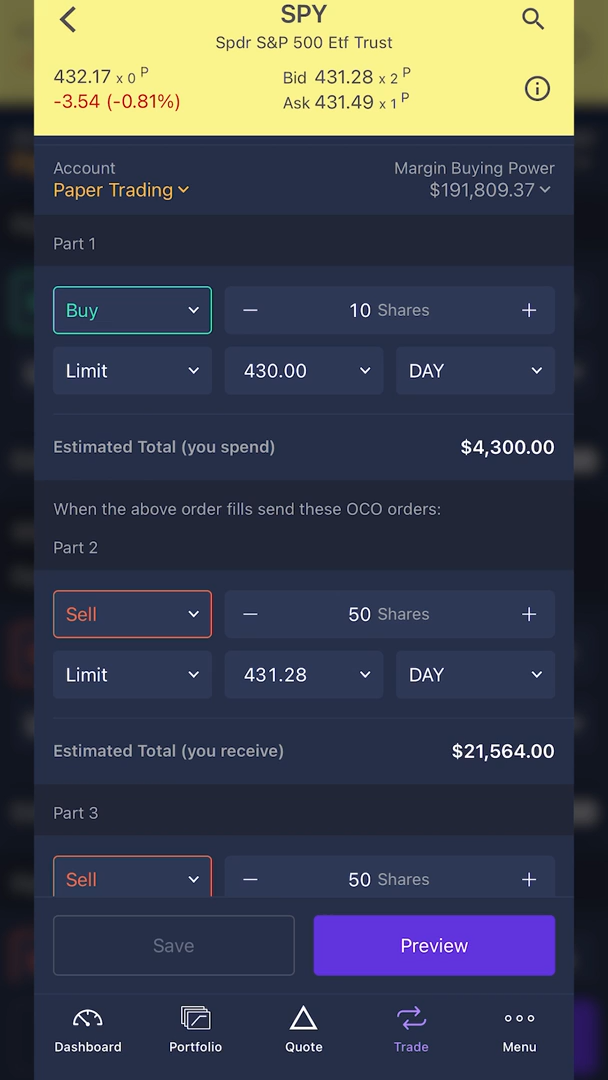 SPY
Spdr S&P 500 Etf Trust
432.17 x 0 P
Bid 431.28 x 2 P
-3.54 (-0.81%)
Ask 431.49 x 1 P
Account
Margin Buying Power
Paper Trading
$191,809.37
Part 1
Buy
10 Shares
Limit
430.00
DAY
Estimated Total (you spend)
$4,300.00
When the above order fills send these OCO orders:
Part 2
Sell
50 Shares
Limit
431.28
DAY
Estimated Total (you receive)
$21,564.00
Part 3
Sell
50 Shares
Save
Preview
Dashboard
Portfolio
Quote
Trade
Menu